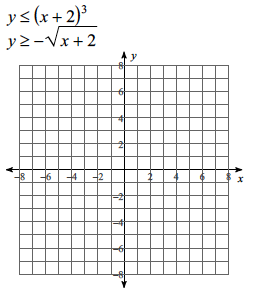 y ≤ (x + 2)³
y ≥ −√x + 2
y
8
6
4
2
−8 −6 −4 −2 2 4 6 8 x
−2
−4
−6
−8